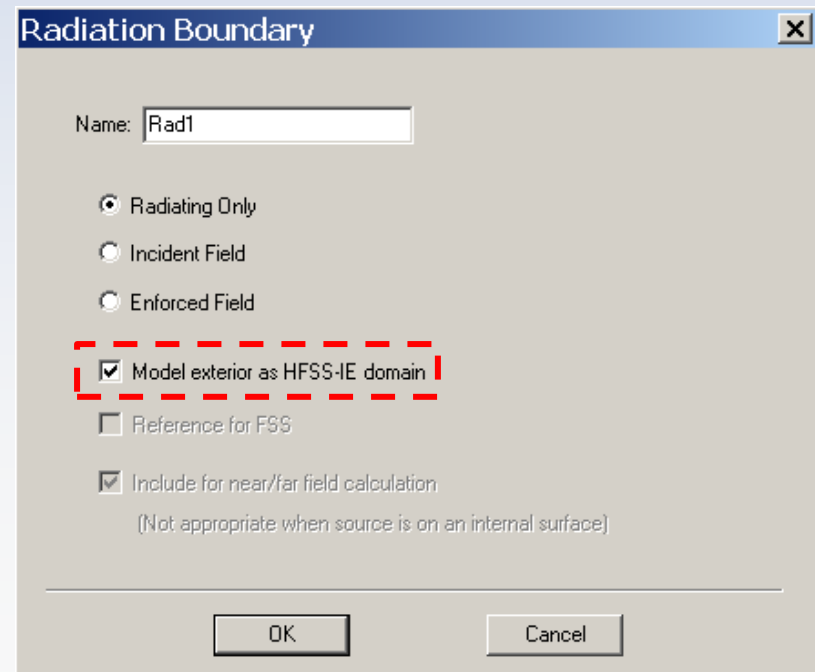 Radiation Boundary
Name: Rad1
Radiating Only
Incident Field
Enforced Field
Model exterior as HFSS-IE domain
Reference for FSS
Include for near/far field calculation
(Not appropriate when source is on an internal surface)
OK Cancel